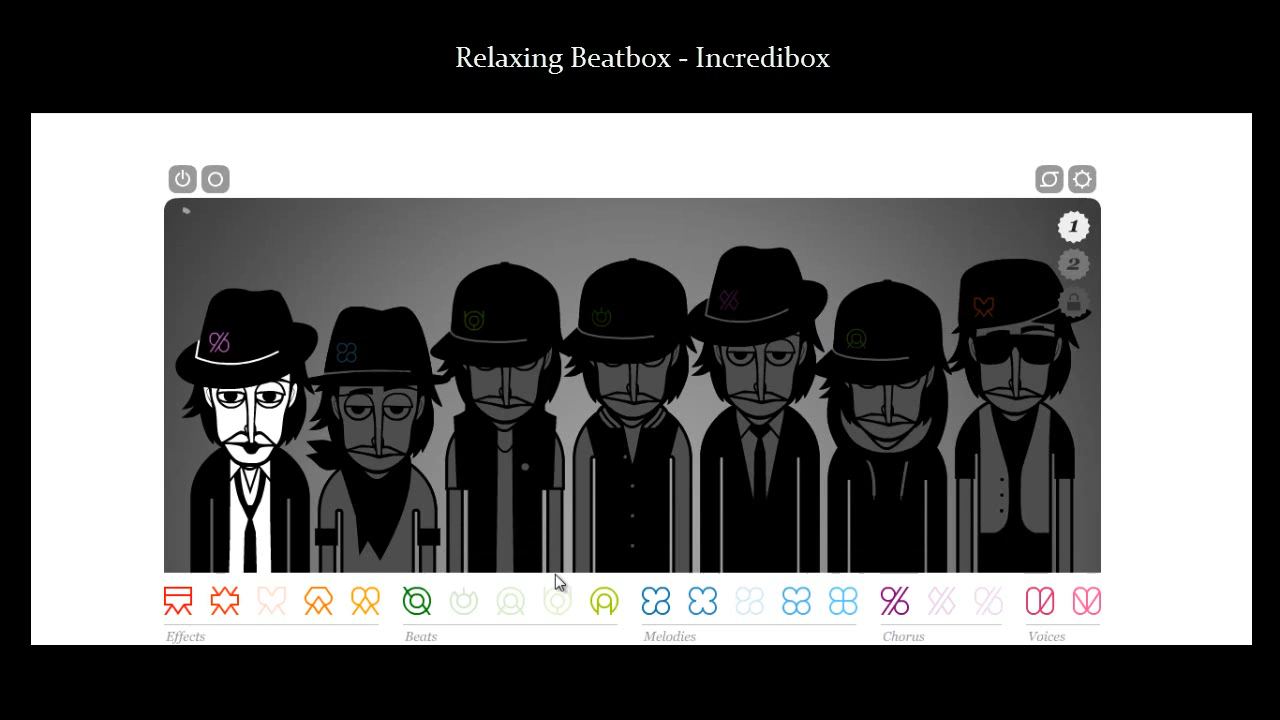 Relaxing Beatbox - Incredibox
1
2
Effects
Beats
Melodies
Chorus
Voices